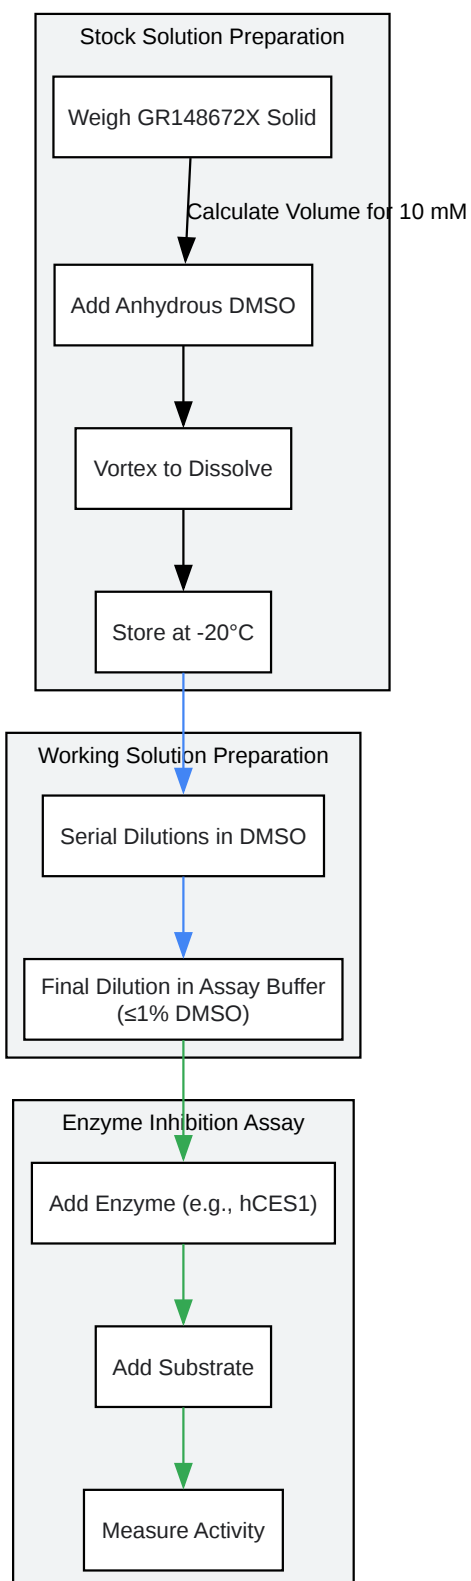 Stock Solution Preparation
Weigh GR148672X Solid
Calculate Volume for 10 mM
Add Anhydrous DMSO
Vortex to Dissolve
Store at -20°C
Working Solution Preparation
Serial Dilutions in DMSO
Final Dilution in Assay Buffer
(≤1% DMSO)
Enzyme Inhibition Assay
Add Enzyme (e.g., hCES1)
Add Substrate
Measure Activity